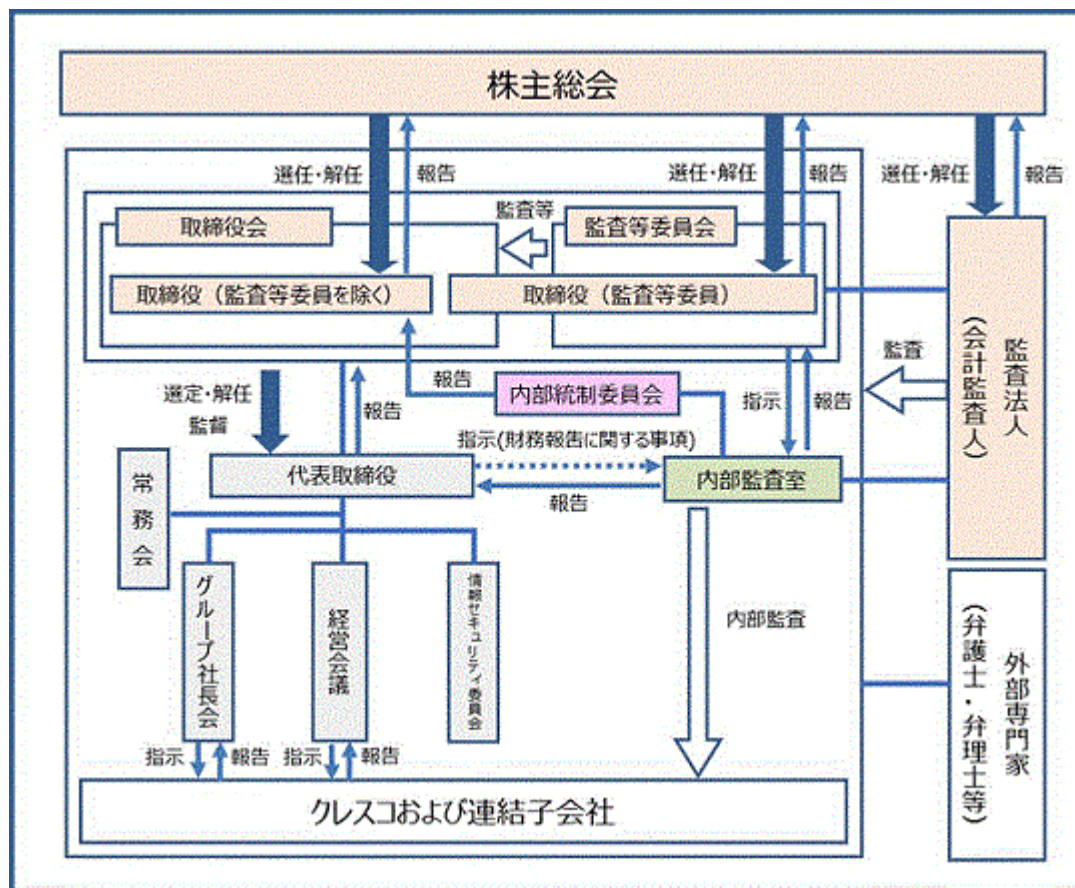 株主総会
選任・解任
報告
選任・解任
報告
選任・解任
報告
取締役会
監査等
監査等委員会
取締役（監査等委員を除く）
取締役（監査等委員）
監査法人
（会計監査人）
監査
選定・解任
監督
報告
報告
内部統制委員会
指示
報告
指示(財務報告に関する事項)
代表取締役
内部監査室
報告
常務会
グループ社長会
経営会議
情報セキュリティ委員会
内部監査
外部専門家
（弁護士・弁理士等）
指示
報告
指示
報告
クレスコおよび連結子会社